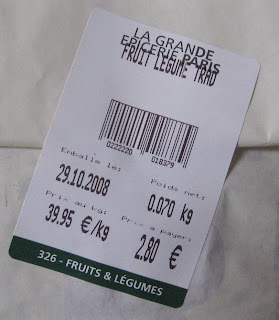 LA GRANDE
EPICERIE PARIS
FRUIT LEGUME TRAD
0222220 018379
Emballé le: Poids net:
29.10.2008 0.070 kg
Prix au kg: Prix à payer:
39.95 €/kg 2.80 €
326 - FRUITS & LÉGUMES